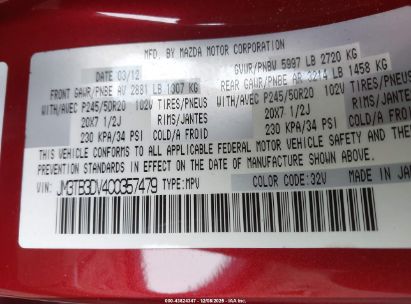 MFD. BY MAZDA MOTOR CORPORATION
DATE 03/12 GVWR/PNBV 5997 LB 2720 KG
FRONT GAWR/PNBE AV 2881 LB 1307 KG REAR GAWR/PNBE AR 3214 LB 1458 KG
WITH/AVEC P245/50R20 102V TIRES/PNEUS WITH/AVEC P245/50R20 102V TIRES/PNEUS
20X7 1/2J RIMS/JANTES 20X7 1/2J RIMS/JANTES
230 KPA/34 PSI COLD/A FROID 230 KPA/34 PSI COLD/A FROID
THIS VEHICLE CONFORMS TO ALL APPLICABLE FEDERAL MOTOR VEHICLE SAFETY
THEFT PREVENTION STANDARDS IN EFFECT ON THE DATE OF MANUFACTURE
VIN: JM3TB3DV4C0357479 TYPE:MPV COLOR CODE:32V MADE IN